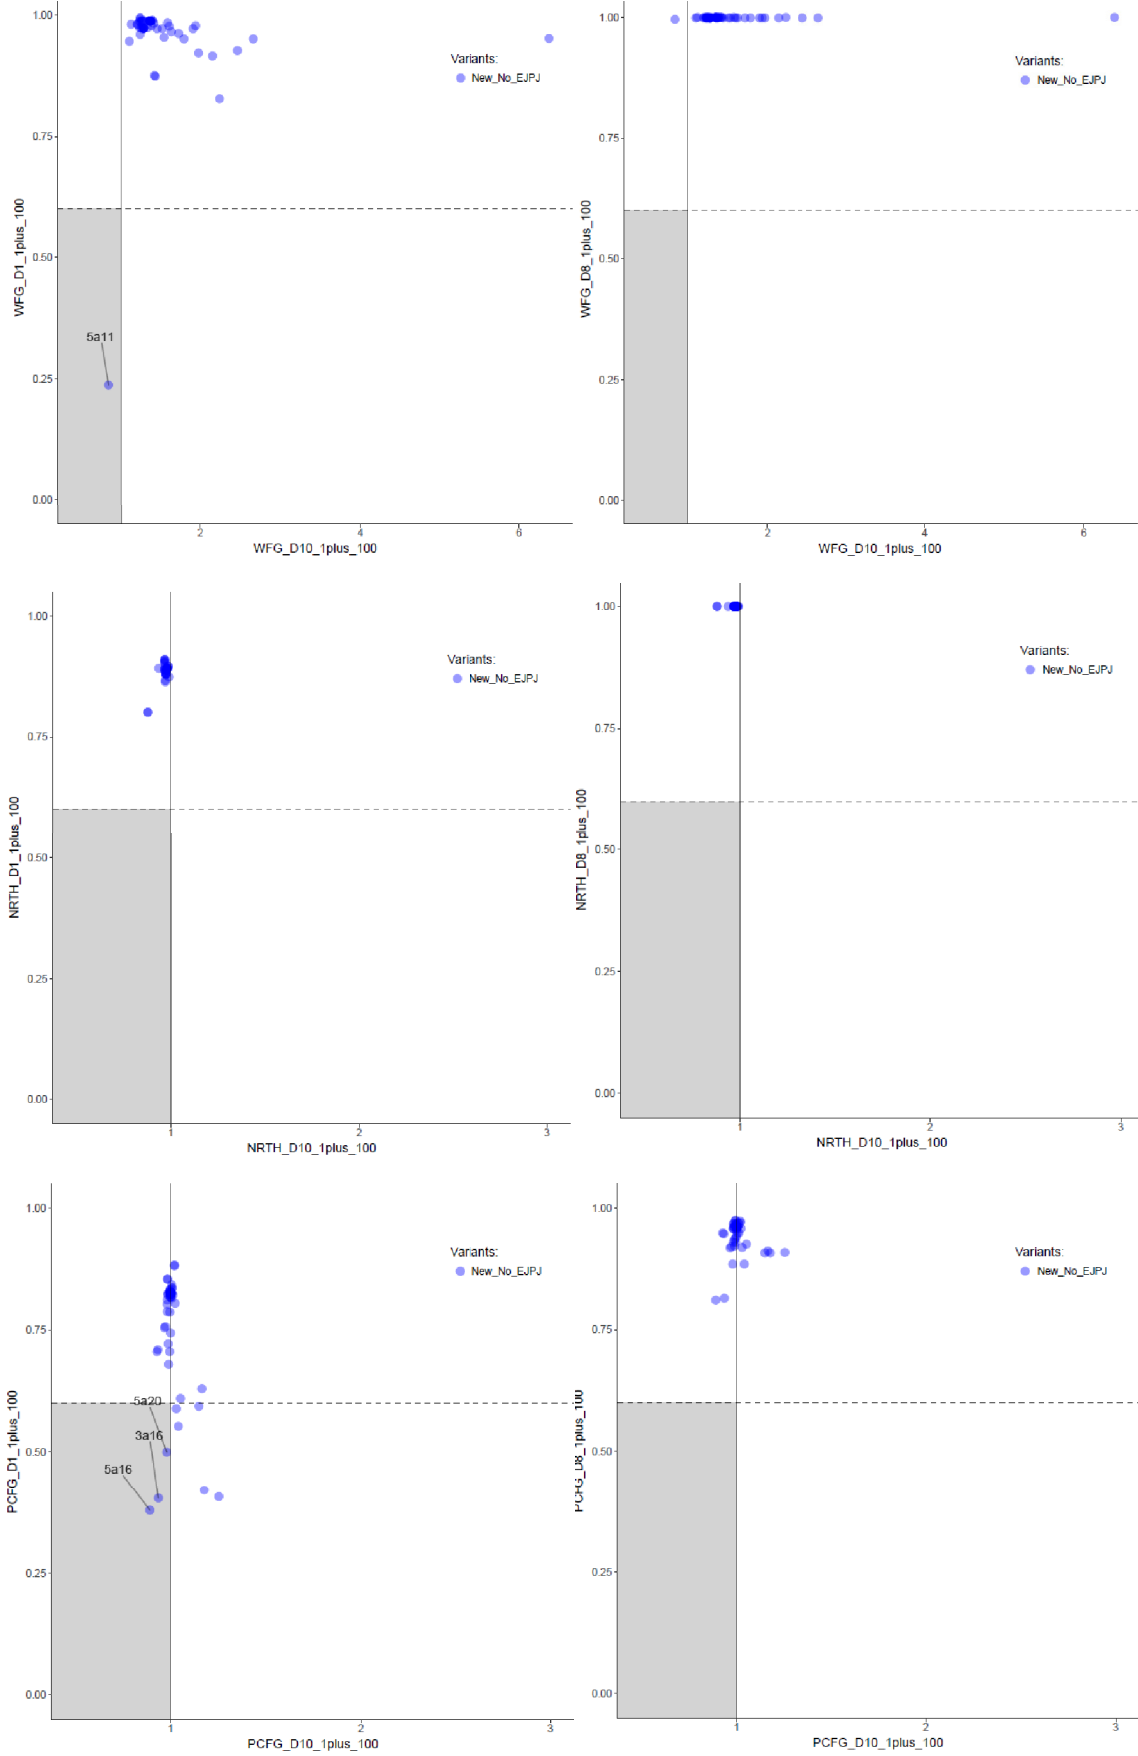 1.00
0.75
0.50
0.25
0.00
WFG_D1_1plus_100
5a11
Variants:
New_No_EJPJ
2
4
6
WFG_D10_1plus_100
1.00
0.75
0.50
0.25
0.00
WFG_D8_1plus_100
Variants:
New_No_EJPJ
2
4
6
WFG_D10_1plus_100
1.00
0.75
0.50
0.25
0.00
NRTH_D1_1plus_100
Variants:
New_No_EJPJ
1
2
3
NRTH_D10_1plus_100
1.00
0.75
0.50
0.25
0.00
NRTH_D8_1plus_100
Variants:
New_No_EJPJ
1
2
3
NRTH_D10_1plus_100
1.00
0.75
0.50
0.25
0.00
PCFG_D1_1plus_100
5a20
3a16
5a16
Variants:
New_No_EJPJ
1
2
3
PCFG_D10_1plus_100
1.00
0.75
0.50
0.25
0.00
PCFG_D8_1plus_100
Variants:
New_No_EJPJ
1
2
3
PCFG_D10_1plus_100